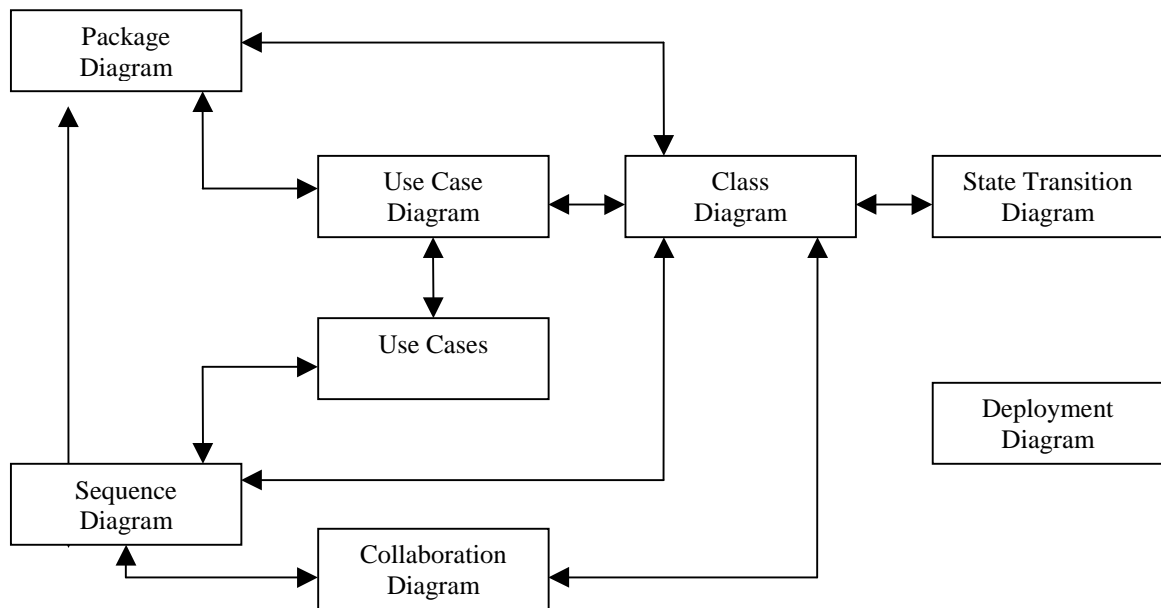 Package
Diagram
Use Case
Diagram
Class
Diagram
State Transition
Diagram
Use Cases
Deployment
Diagram
Sequence
Diagram
Collaboration
Diagram